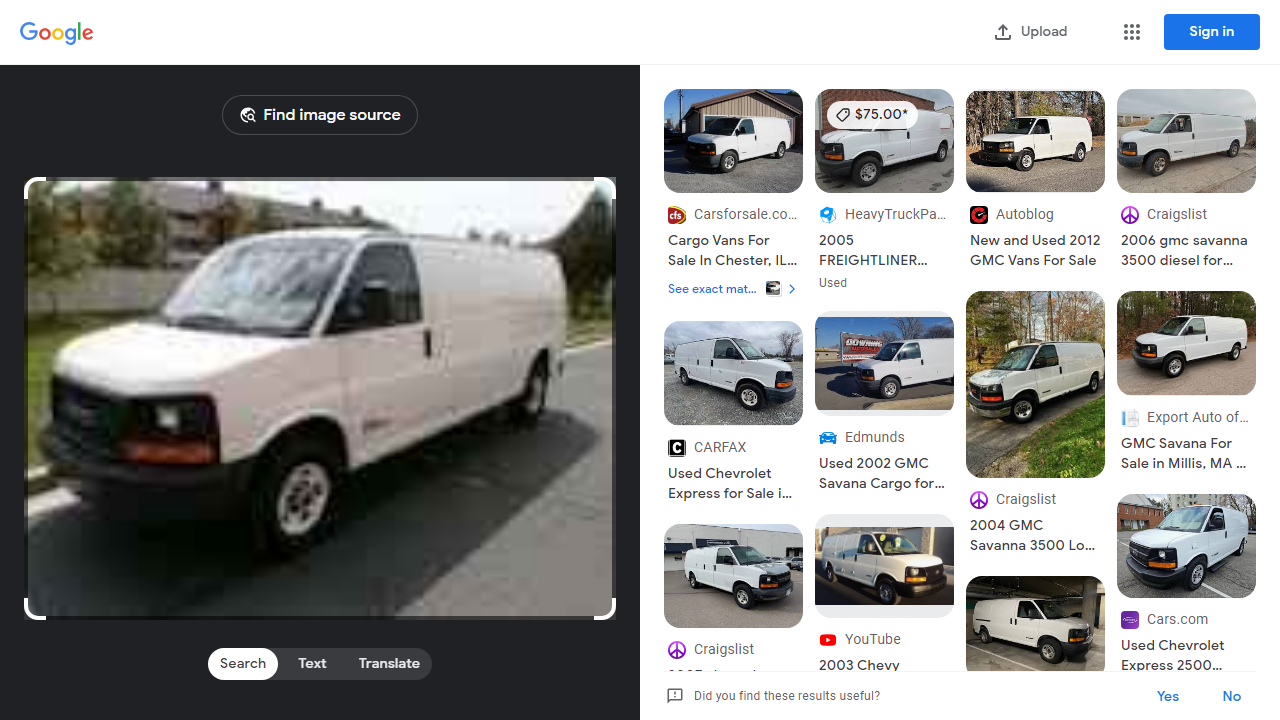 Google
Upload
Sign in
Find image source
Search
Text
Translate
$75.00*
cfs
Carsforsale.co...
Cargo Vans For
Sale In Chester, IL...
See exact mat...
HeavyTruckPa...
2005
FREIGHTLINER...
Used
Autoblog
New and Used 2012
GMC Vans For Sale
Craigslist
2006 gmc savanna
3500 diesel for...
C
CARFAX
Used Chevrolet
Express for Sale i...
DOWNING
Edmunds
Used 2002 GMC
Savana Cargo for...
Craigslist
2004 GMC
Savanna 3500 Lo...
Export Auto of...
GMC Savana For
Sale in Millis, MA ...
Craigslist
YouTube
2003 Chevy
Cars.com
Used Chevrolet
Express 2500...
Did you find these results useful?
Yes
No